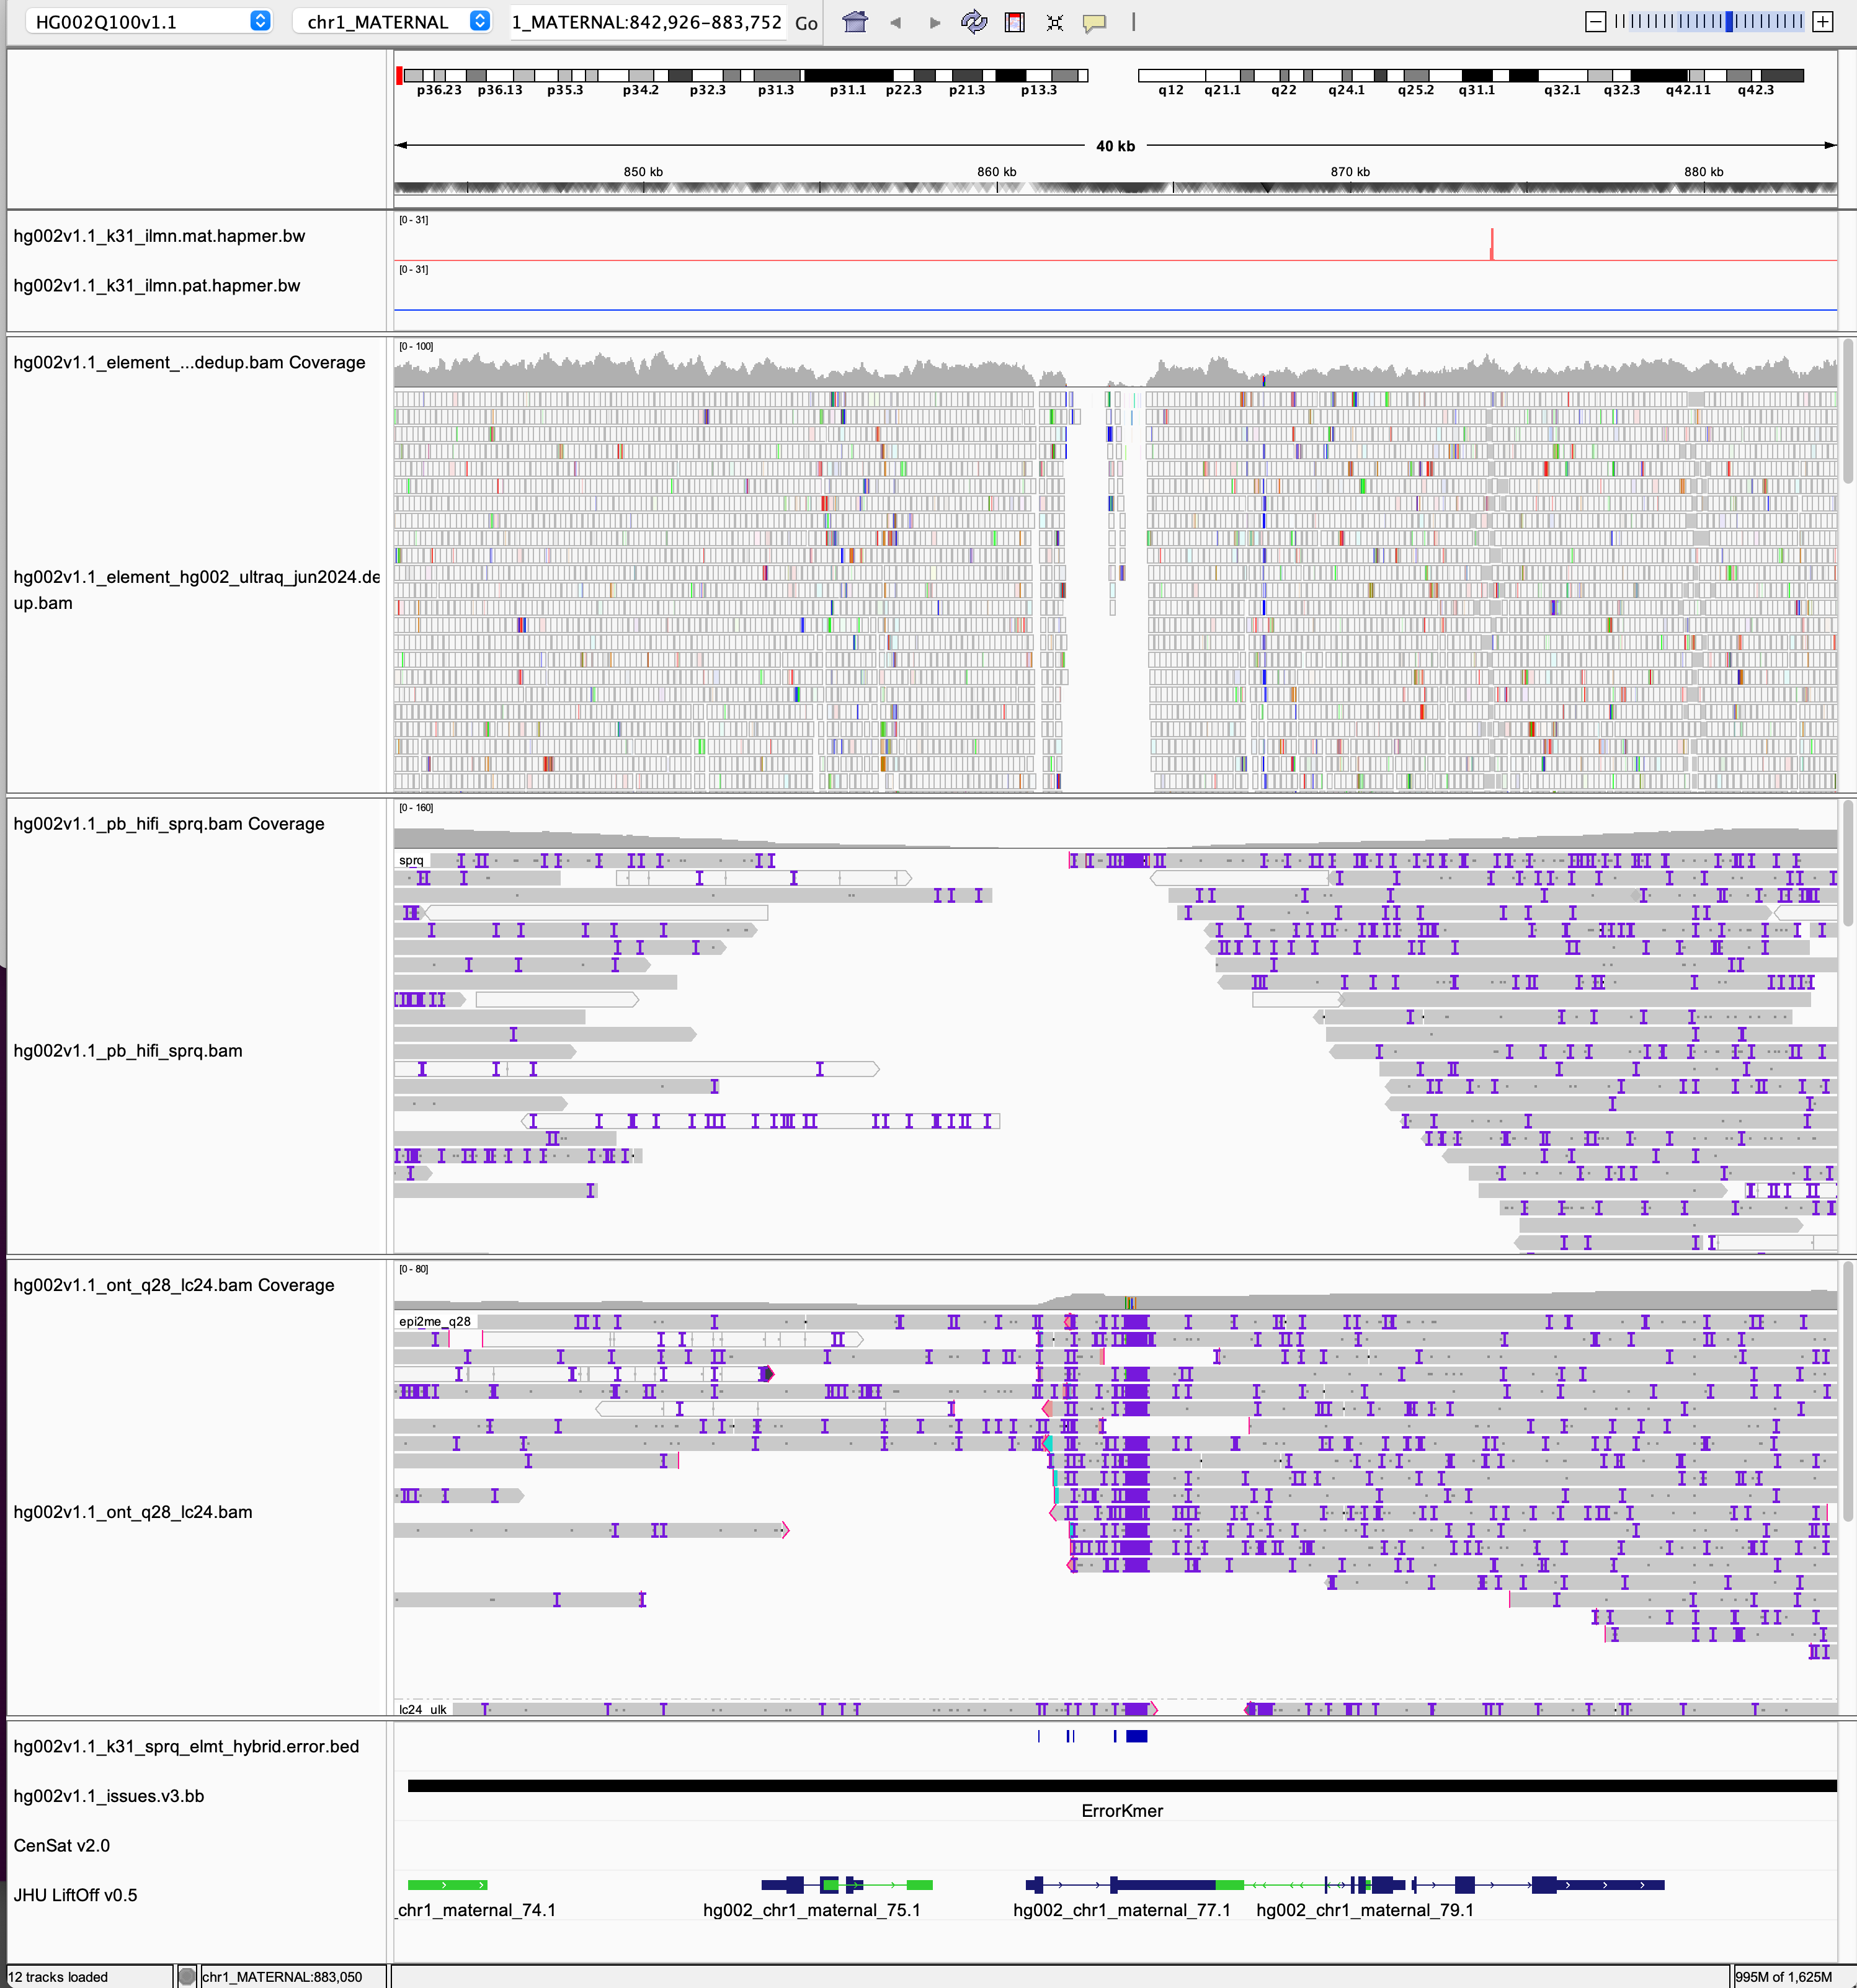 HG002Q100v1.1 chr1_MATERNAL 1_MATERNAL:842,926-883,752 Go
p36.23 p36.13 p35.3 p34.2 p32.3 p31.3 p31.1 p22.3 p21.3 p13.3 q12 q21.1 q22 q24.1 q25.2 q31.1 q32.1 q32.3 q42.11 q42.3
40 kb
850 kb 860 kb 870 kb 880 kb
[0 - 31]
hg002v1.1_k31_ilmn.mat.hapmer.bw
[0 - 31]
hg002v1.1_k31_ilmn.pat.hapmer.bw
[0 - 100]
hg002v1.1_element_...dedup.bam Coverage
hg002v1.1_element_hg002_ultraq_jun2024.de
up.bam
[0 - 160]
hg002v1.1_pb_hifi_sprq.bam Coverage
sprq
hg002v1.1_pb_hifi_sprq.bam
[0 - 80]
hg002v1.1_ont_q28_lc24.bam Coverage
epi2me_q28
hg002v1.1_ont_q28_lc24.bam
lc24_ulk
hg002v1.1_k31_sprq_elmt_hybrid.error.bed
hg002v1.1_issues.v3.bb
ErrorKmer
CenSat v2.0
JHU LiftOff v0.5
_chr1_maternal_74.1 hg002_chr1_maternal_75.1 hg002_chr1_maternal_77.1 hg002_chr1_maternal_79.1
12 tracks loaded chr1_MATERNAL:883,050 995M of 1,625M